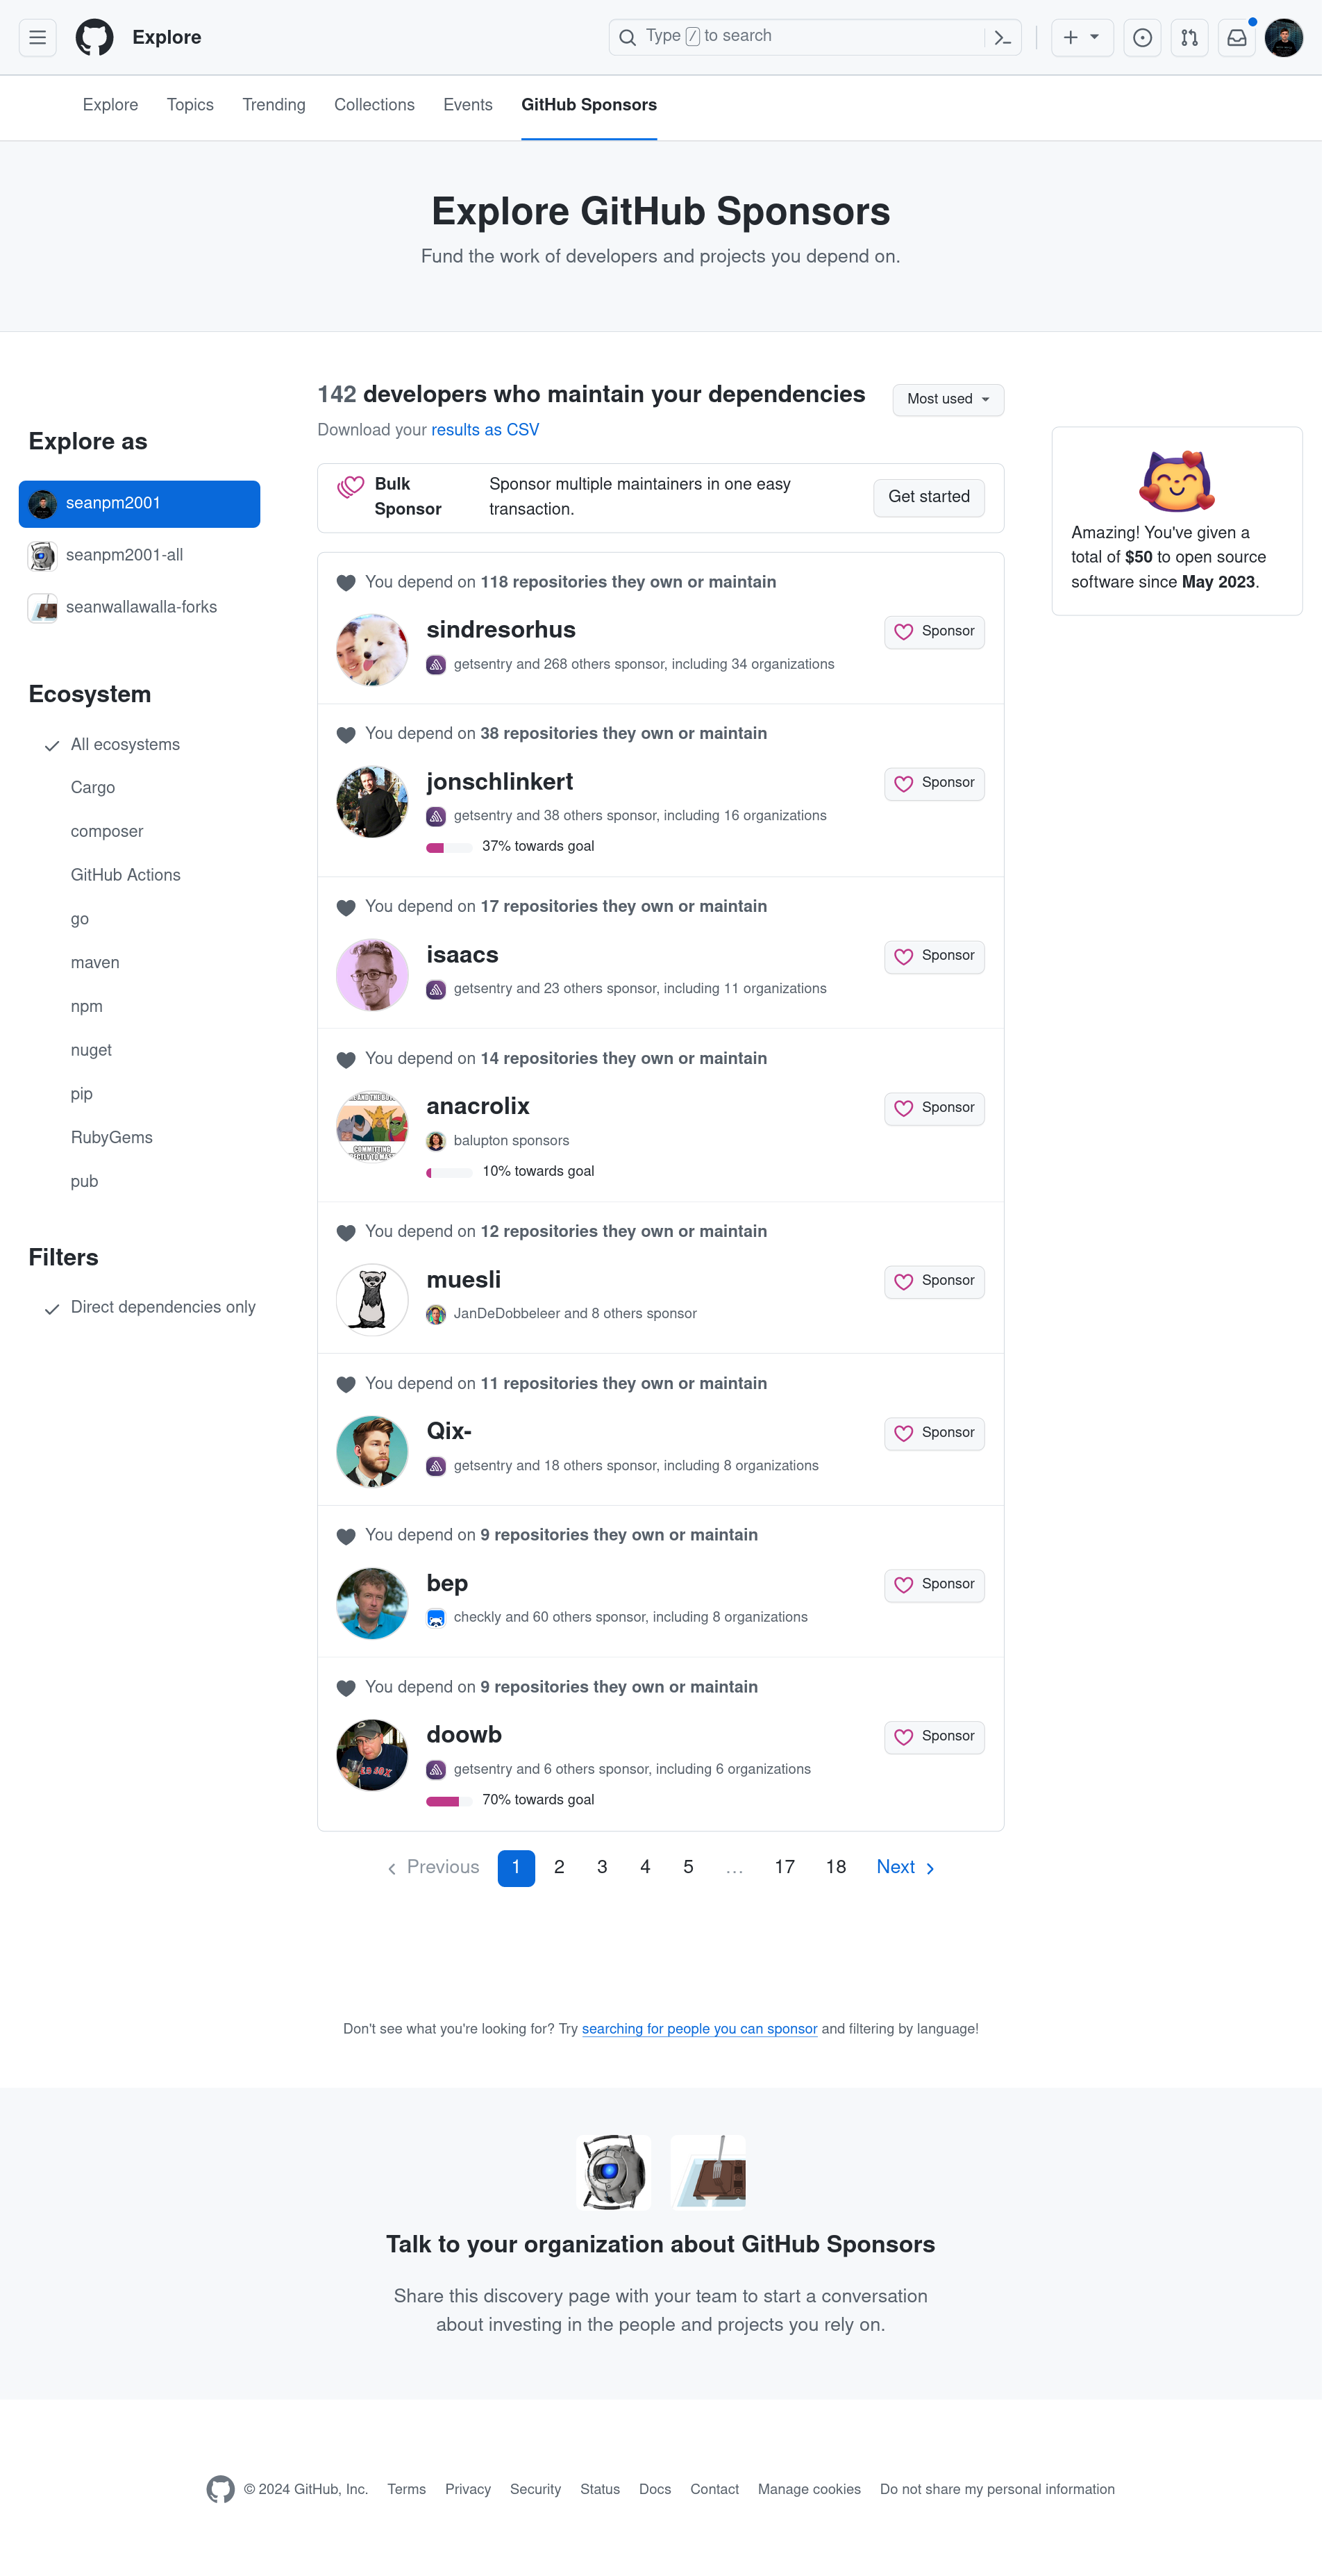 Explore
Type / to search
Explore
Topics
Trending
Collections
Events
GitHub Sponsors
Explore GitHub Sponsors
Fund the work of developers and projects you depend on.
Explore as
seanpm2001
seanpm2001-all
seanwallawalla-forks
Ecosystem
All ecosystems
Cargo
composer
GitHub Actions
go
maven
npm
nuget
pip
RubyGems
pub
Filters
Direct dependencies only
142 developers who maintain your dependencies
Most used
Download your results as CSV
Bulk
Sponsor
Sponsor multiple maintainers in one easy
transaction.
Get started
You depend on 118 repositories they own or maintain
sindresorhus
Sponsor
getsentry and 268 others sponsor, including 34 organizations
You depend on 38 repositories they own or maintain
jonschlinkert
Sponsor
getsentry and 38 others sponsor, including 16 organizations
37% towards goal
You depend on 17 repositories they own or maintain
isaacs
Sponsor
getsentry and 23 others sponsor, including 11 organizations
You depend on 14 repositories they own or maintain
anacrolix
Sponsor
balupton sponsors
10% towards goal
You depend on 12 repositories they own or maintain
muesli
Sponsor
JanDeDobbeleer and 8 others sponsor
You depend on 11 repositories they own or maintain
Qix-
Sponsor
getsentry and 18 others sponsor, including 8 organizations
You depend on 9 repositories they own or maintain
bep
Sponsor
checkly and 60 others sponsor, including 8 organizations
You depend on 9 repositories they own or maintain
doowb
Sponsor
getsentry and 6 others sponsor, including 6 organizations
70% towards goal
Previous 1 2 3 4 5 … 17 18 Next
Amazing! You've given a
total of $50 to open source
software since May 2023.
Don't see what you're looking for? Try searching for people you can sponsor and filtering by language!
Talk to your organization about GitHub Sponsors
Share this discovery page with your team to start a conversation
about investing in the people and projects you rely on.
© 2024 GitHub, Inc.
Terms
Privacy
Security
Status
Docs
Contact
Manage cookies
Do not share my personal information